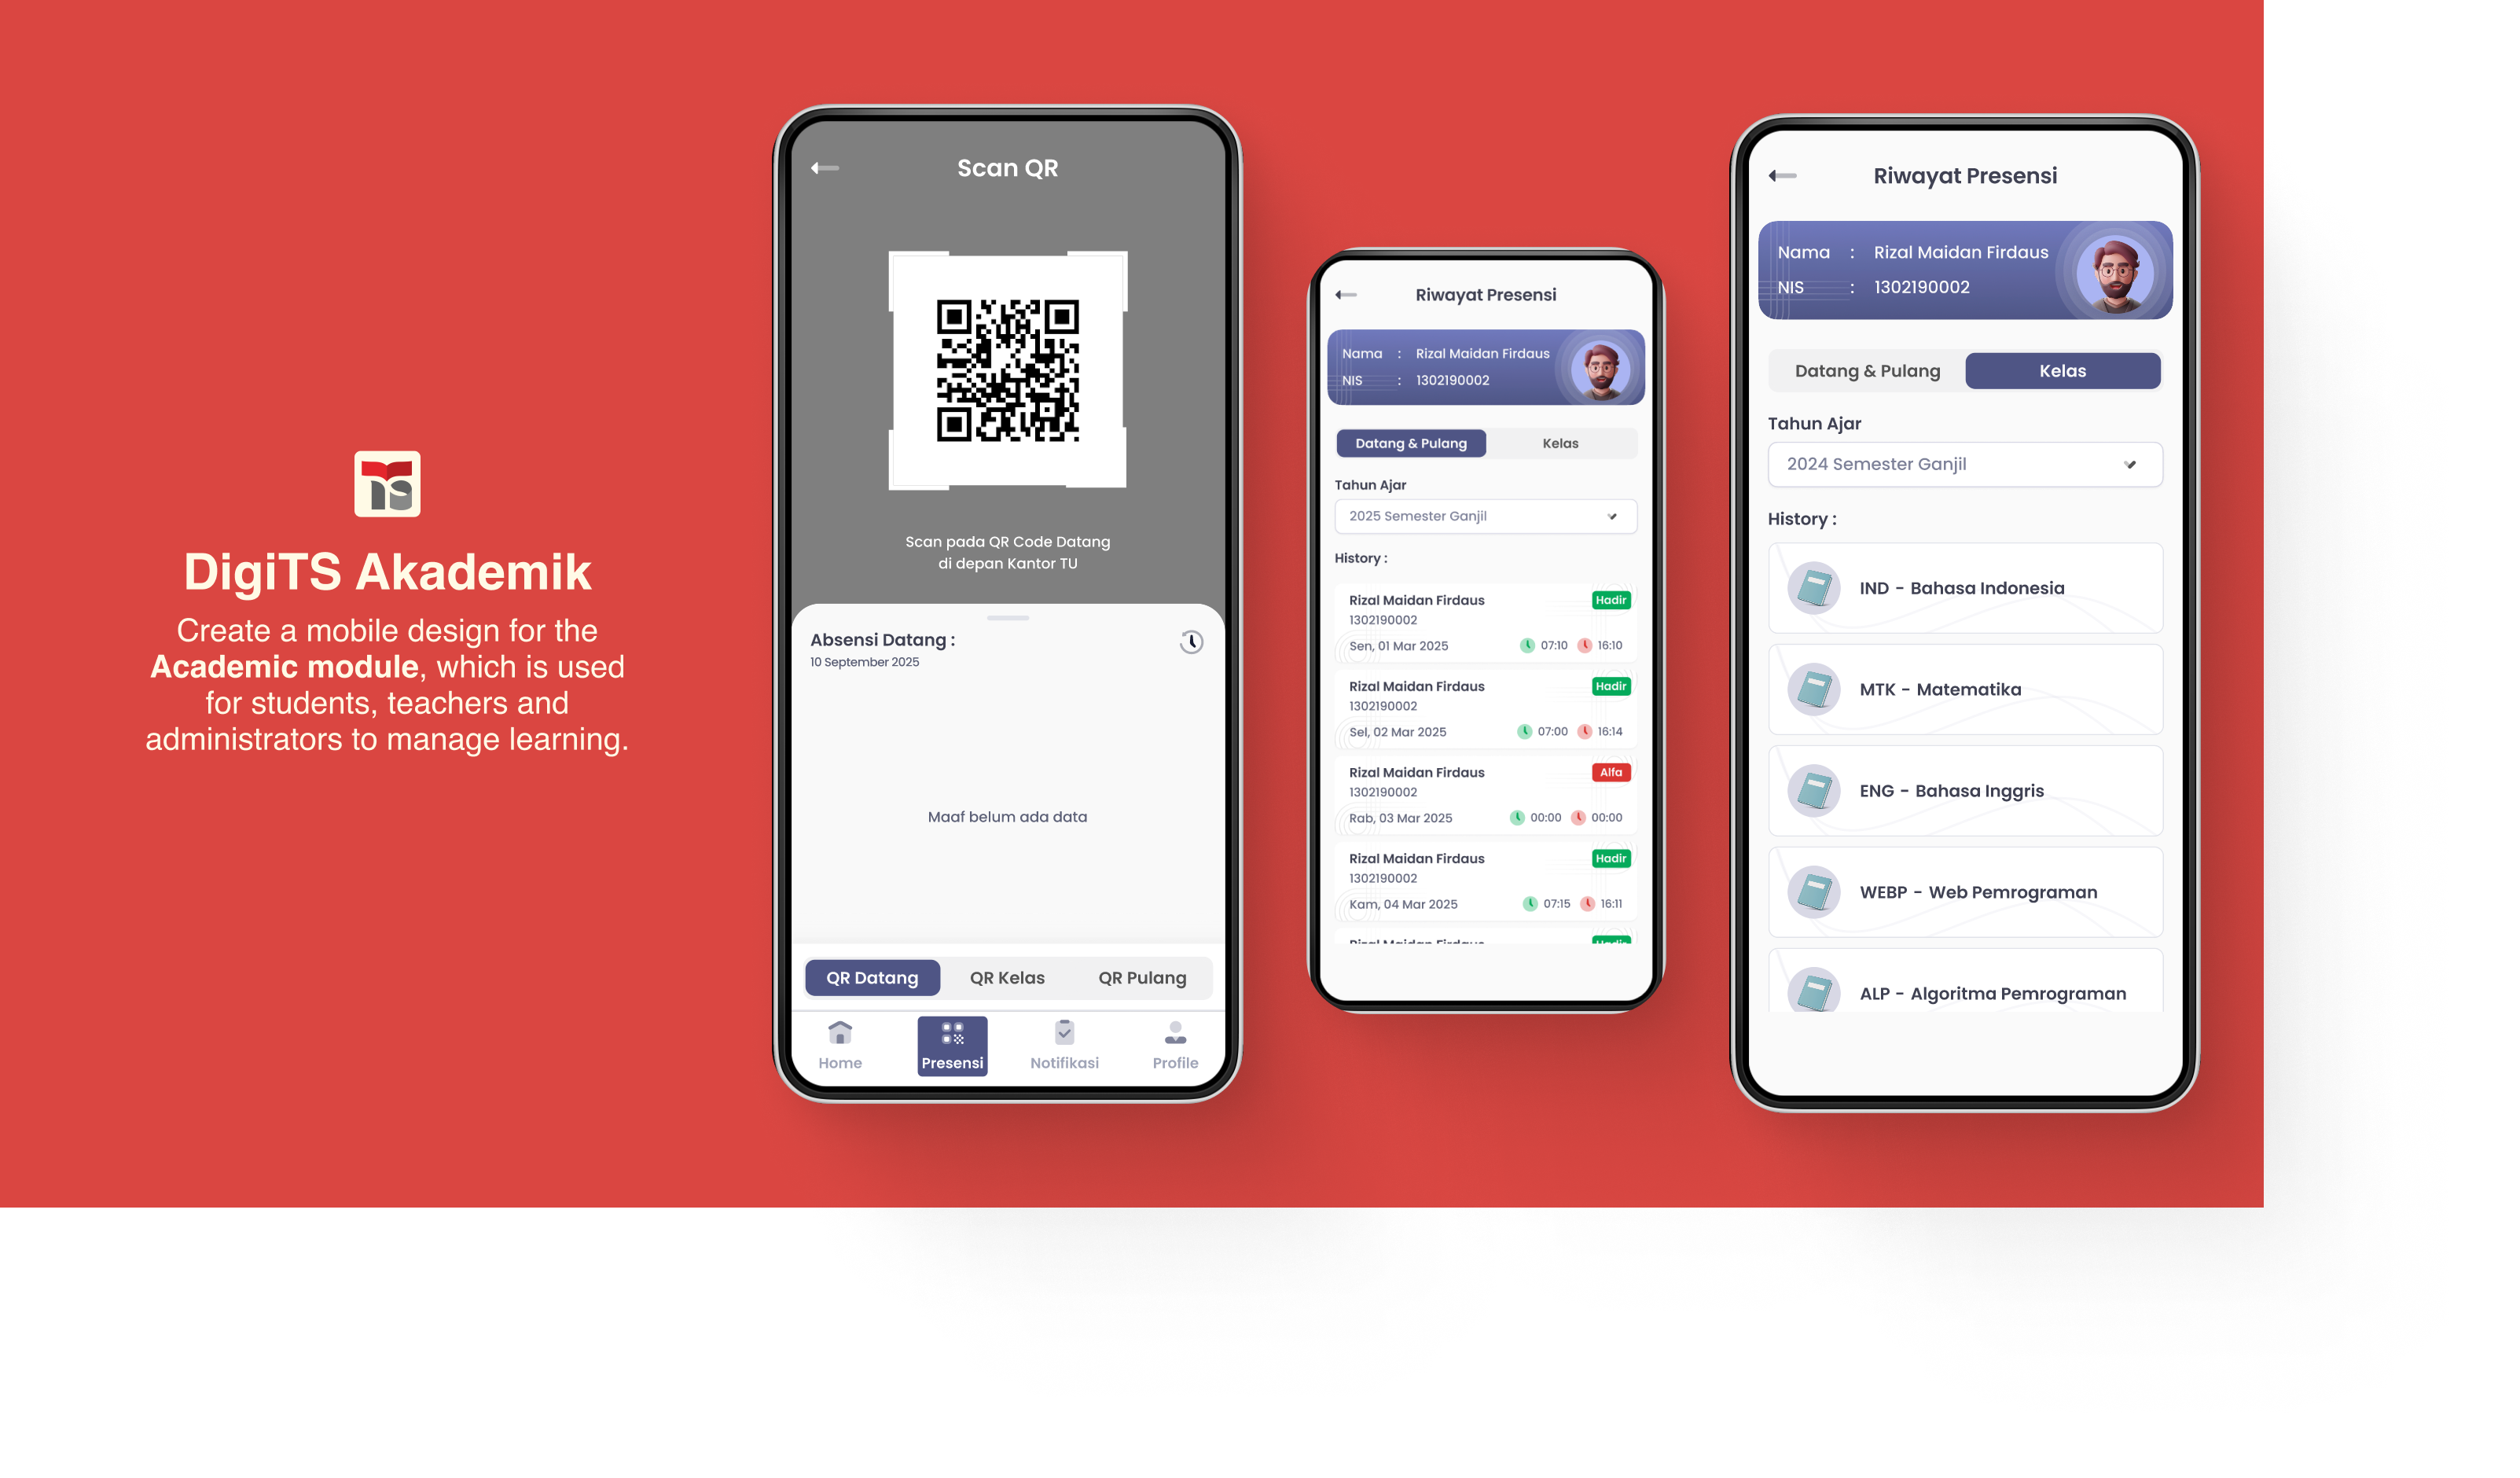 TS
DigiTS Akademik
Create a mobile design for the
Academic module, which is used
for students, teachers and
administrators to manage learning.
Scan QR
Scan pada QR Code Datang
di depan Kantor TU
Absensi Datang :
10 September 2025
Maaf belum ada data
QR Datang QR Kelas QR Pulang
Home Presensi Notifikasi Profile
Riwayat Presensi
Nama : Rizal Maidan Firdaus
NIS : 1302190002
Datang & Pulang Kelas
Tahun Ajar
2025 Semester Ganjil
History :
Rizal Maidan Firdaus Hadir
1302190002
Sen, 01 Mar 2025 07:10 16:10
Rizal Maidan Firdaus Hadir
1302190002
Sel, 02 Mar 2025 07:00 16:14
Rizal Maidan Firdaus Alfa
1302190002
Rab, 03 Mar 2025 00:00 00:00
Rizal Maidan Firdaus Hadir
1302190002
Kam, 04 Mar 2025 07:15 16:11
Rizal Maidan Firdaus Hadir
Riwayat Presensi
Nama : Rizal Maidan Firdaus
NIS : 1302190002
Datang & Pulang Kelas
Tahun Ajar
2024 Semester Ganjil
History :
IND - Bahasa Indonesia
MTK - Matematika
ENG - Bahasa Inggris
WEBP - Web Pemrograman
ALP - Algoritma Pemrograman